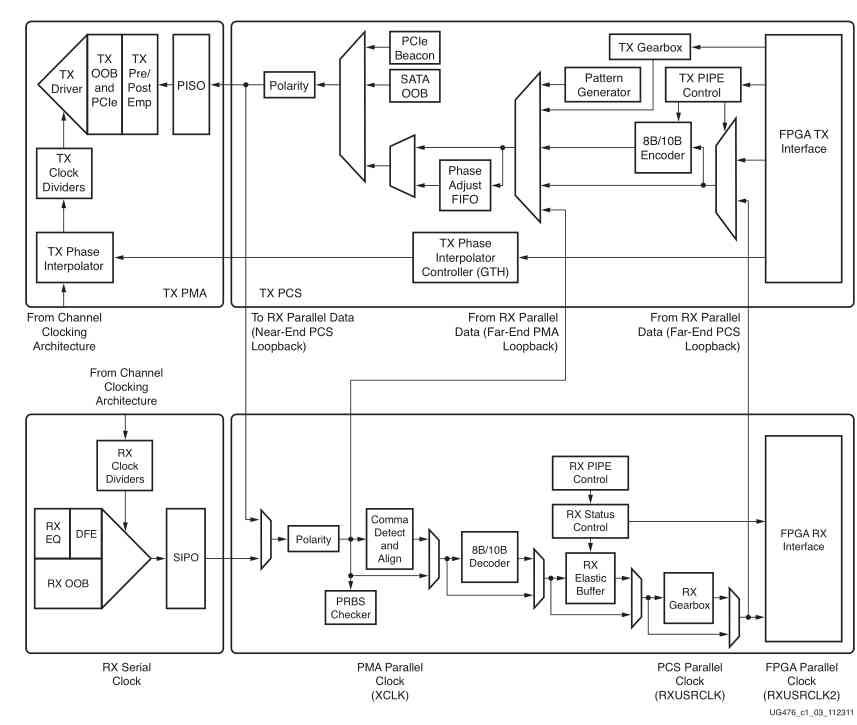 PCIe
Beacon
TX Gearbox
TX
Driver
TX
OOB
and
PCIe
TX
Pre/
Post
Emp
PISO
Polarity
SATA
OOB
Pattern
Generator
TX PIPE
Control
FPGA TX
Interface
8B/10B
Encoder
TX
Clock
Dividers
Phase
Adjust
FIFO
TX Phase
Interpolator
TX Phase
Interpolator
Controller (GTH)
TX PMA
TX PCS
From Channel
Clocking
Architecture
To RX Parallel Data
(Near-End PCS
Loopback)
From RX Parallel
Data (Far-End PMA
Loopback)
From RX Parallel
Data (Far-End PCS
Loopback)
From Channel
Clocking
Architecture
RX
Clock
Dividers
RX PIPE
Control
RX
EQ
DFE
RX OOB
SIPO
Polarity
Comma
Detect
and
Align
RX Status
Control
FPGA RX
Interface
8B/10B
Decoder
RX
Elastic
Buffer
RX
Gearbox
PRBS
Checker
RX Serial
Clock
PMA Parallel
Clock
(XCLK)
PCS Parallel
Clock
(RXUSRCLK)
FPGA Parallel
Clock
(RXUSRCLK2)
UG476_c1_03_112311